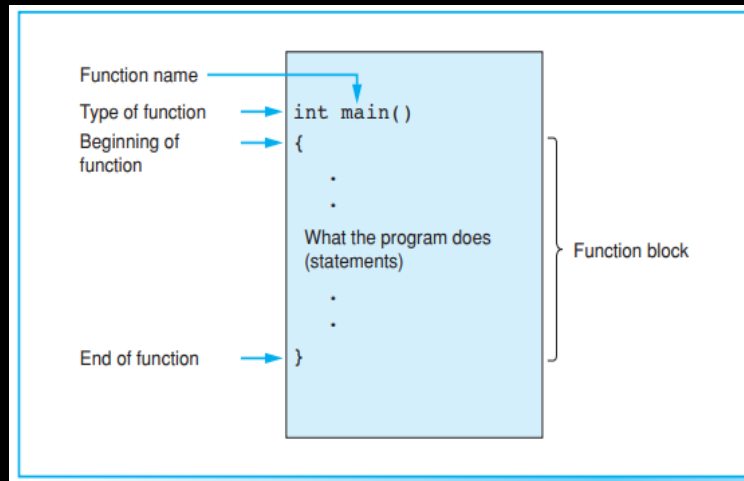 Function name
Type of function
int main()
Beginning of
function
{
.
.
What the program does
(statements)
Function block
.
.
End of function
}